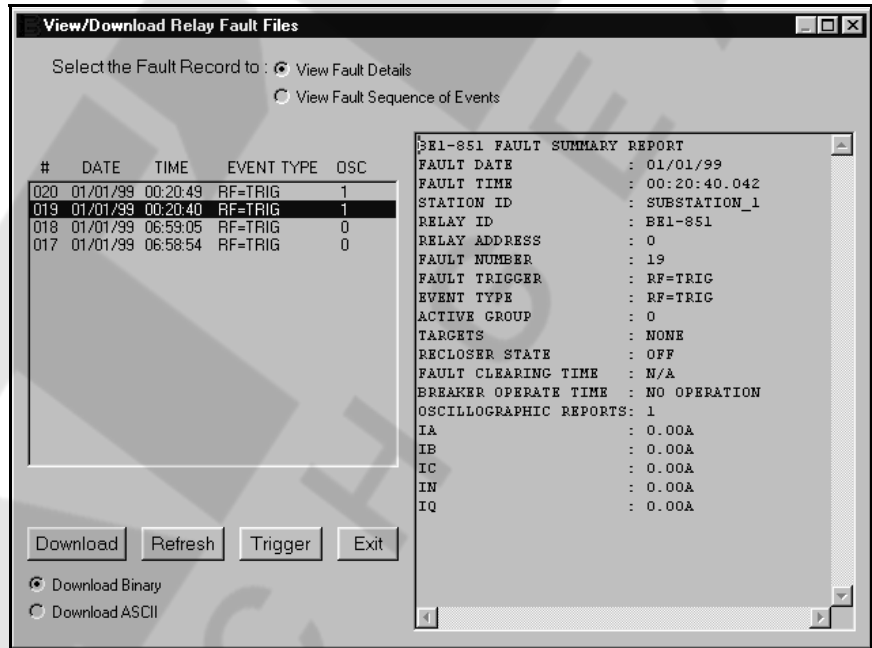 View/Download Relay Fault Files
Select the Fault Record to : View Fault Details
View Fault Sequence of Events
# DATE TIME EVENT TYPE OSC
020 01/01/99 00:20:49 RF=TRIG 1
019 01/01/99 00:20:40 RF=TRIG 1
018 01/01/99 06:59:05 RF=TRIG 0
017 01/01/99 06:58:54 RF=TRIG 0
BE1-851 FAULT SUMMARY REPORT
FAULT DATE : 01/01/99
FAULT TIME : 00:20:40.042
STATION ID : SUBSTATION_1
RELAY ID : BE1-851
RELAY ADDRESS : 0
FAULT NUMBER : 19
FAULT TRIGGER : RF=TRIG
EVENT TYPE : RF=TRIG
ACTIVE GROUP : 0
TARGETS : NONE
RECLOSER STATE : OFF
FAULT CLEARING TIME : N/A
BREAKER OPERATE TIME : NO OPERATION
OSCILLOGRAPHIC REPORTS: 1
IA : 0.00A
IB : 0.00A
IC : 0.00A
IN : 0.00A
IQ : 0.00A
Download Refresh Trigger Exit
Download Binary
Download ASCII